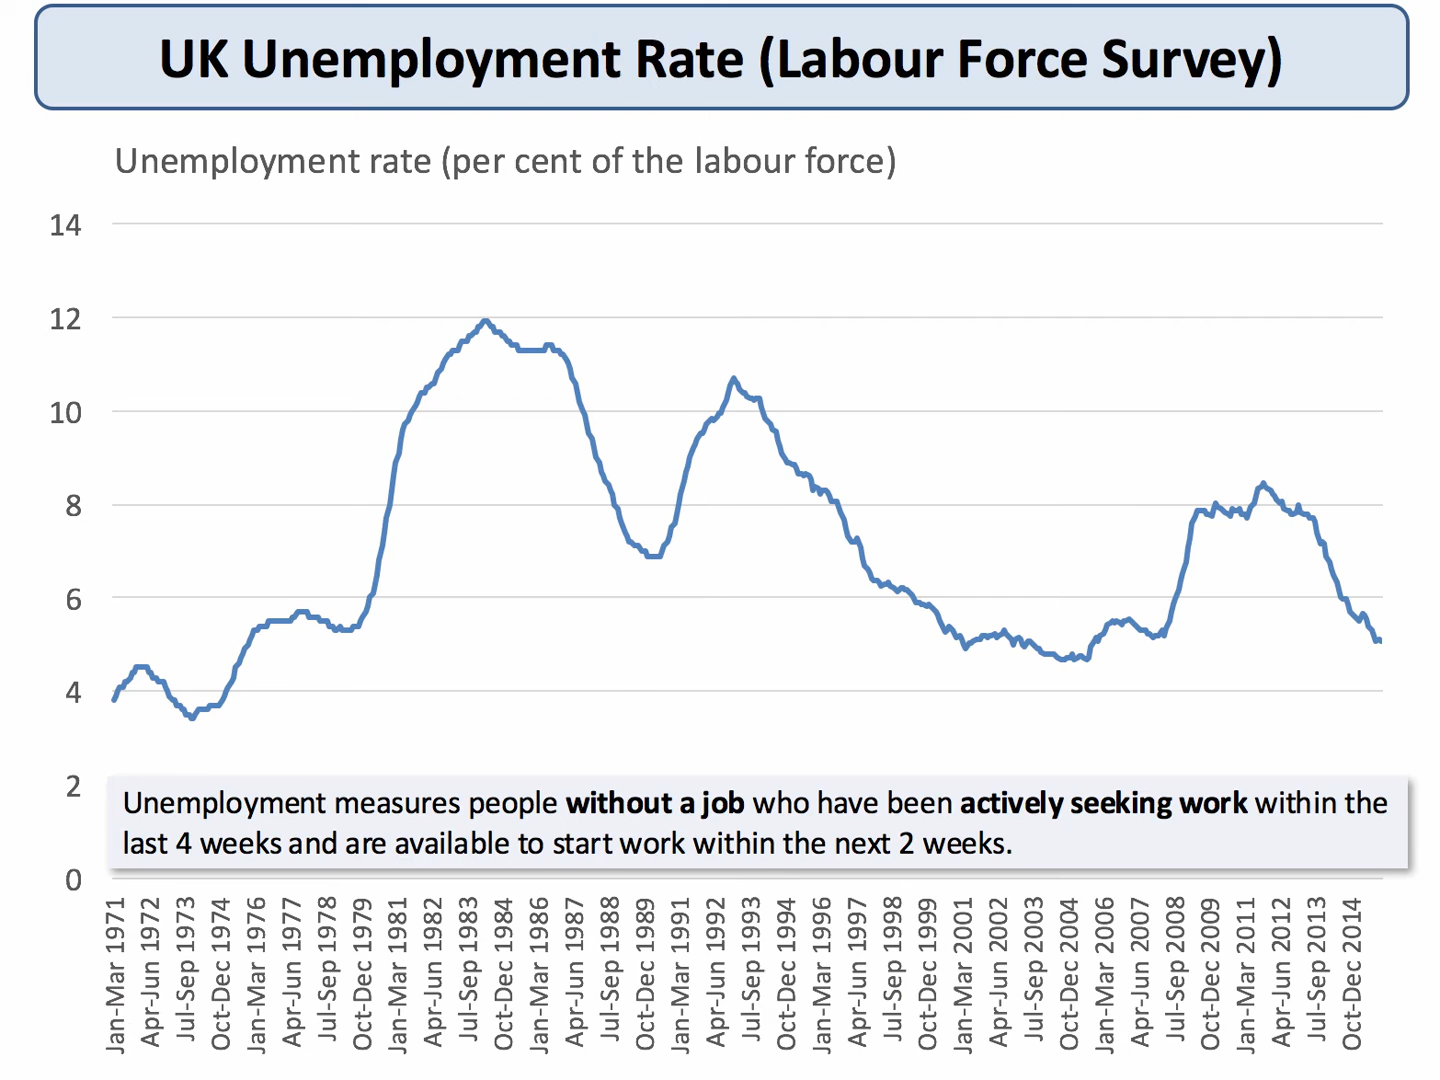 UK Unemployment Rate (Labour Force Survey)
Unemployment rate (per cent of the labour force)
14
12
10
8
6
4
2
0
Unemployment measures people without a job who have been actively seeking work within the
last 4 weeks and are available to start work within the next 2 weeks.
Jan-Mar 1971
Apr-Jun 1972
Jul-Sep 1973
Oct-Dec 1974
Jan-Mar 1976
Apr-Jun 1977
Jul-Sep 1978
Oct-Dec 1979
Jan-Mar 1981
Apr-Jun 1982
Jul-Sep 1983
Oct-Dec 1984
Jan-Mar 1986
Apr-Jun 1987
Jul-Sep 1988
Oct-Dec 1989
Jan-Mar 1991
Apr-Jun 1992
Jul-Sep 1993
Oct-Dec 1994
Jan-Mar 1996
Apr-Jun 1997
Jul-Sep 1998
Oct-Dec 1999
Jan-Mar 2001
Apr-Jun 2002
Jul-Sep 2003
Oct-Dec 2004
Jan-Mar 2006
Apr-Jun 2007
Jul-Sep 2008
Oct-Dec 2009
Jan-Mar 2011
Apr-Jun 2012
Jul-Sep 2013
Oct-Dec 2014